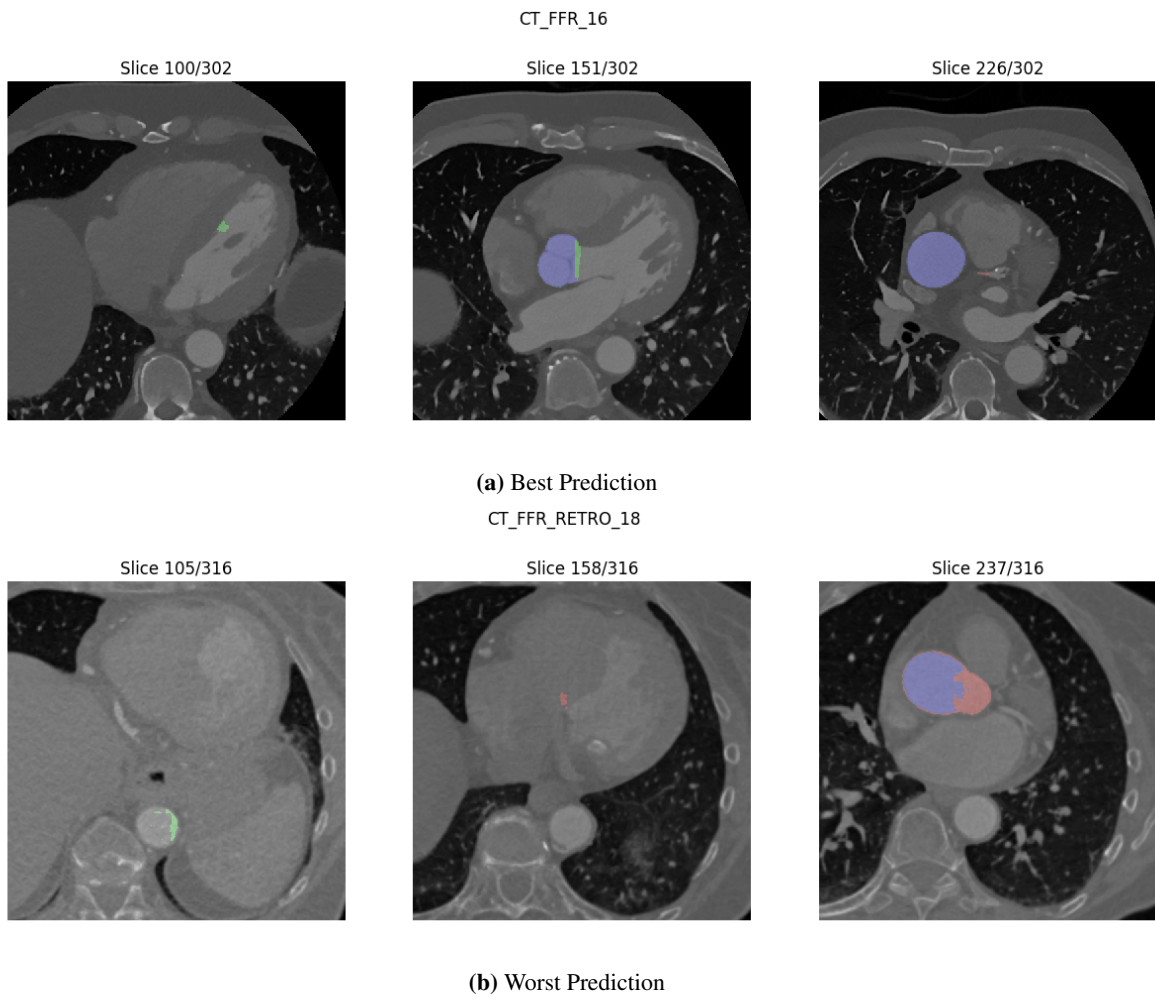 CT_FFR_16
Slice 100/302
Slice 151/302
Slice 226/302
(a) Best Prediction
CT_FFR_RETRO_18
Slice 105/316
Slice 158/316
Slice 237/316
(b) Worst Prediction